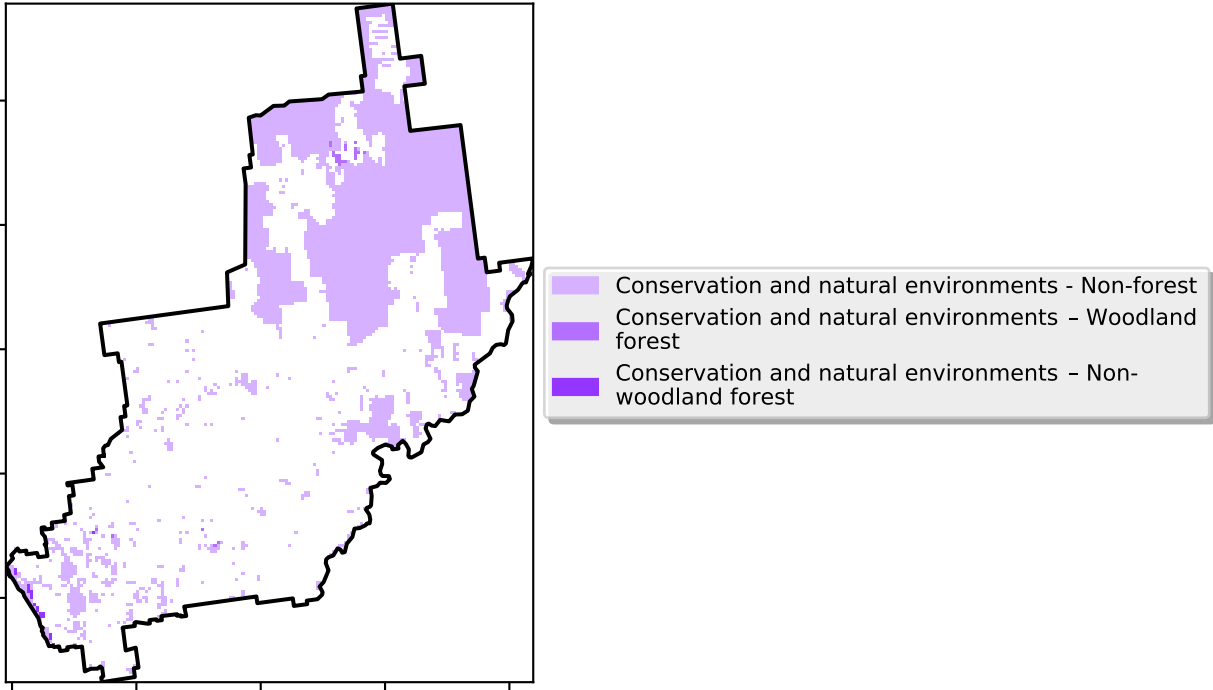 Conservation and natural environments - Non-forest
Conservation and natural environments – Woodland
forest
Conservation and natural environments – Non-
woodland forest